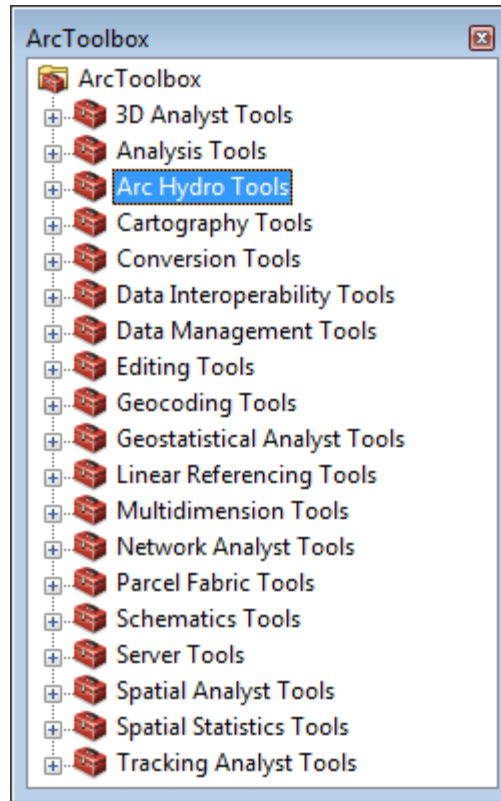 ArcToolbox
ArcToolbox
3D Analyst Tools
Analysis Tools
Arc Hydro Tools
Cartography Tools
Conversion Tools
Data Interoperability Tools
Data Management Tools
Editing Tools
Geocoding Tools
Geostatistical Analyst Tools
Linear Referencing Tools
Multidimension Tools
Network Analyst Tools
Parcel Fabric Tools
Schematics Tools
Server Tools
Spatial Analyst Tools
Spatial Statistics Tools
Tracking Analyst Tools